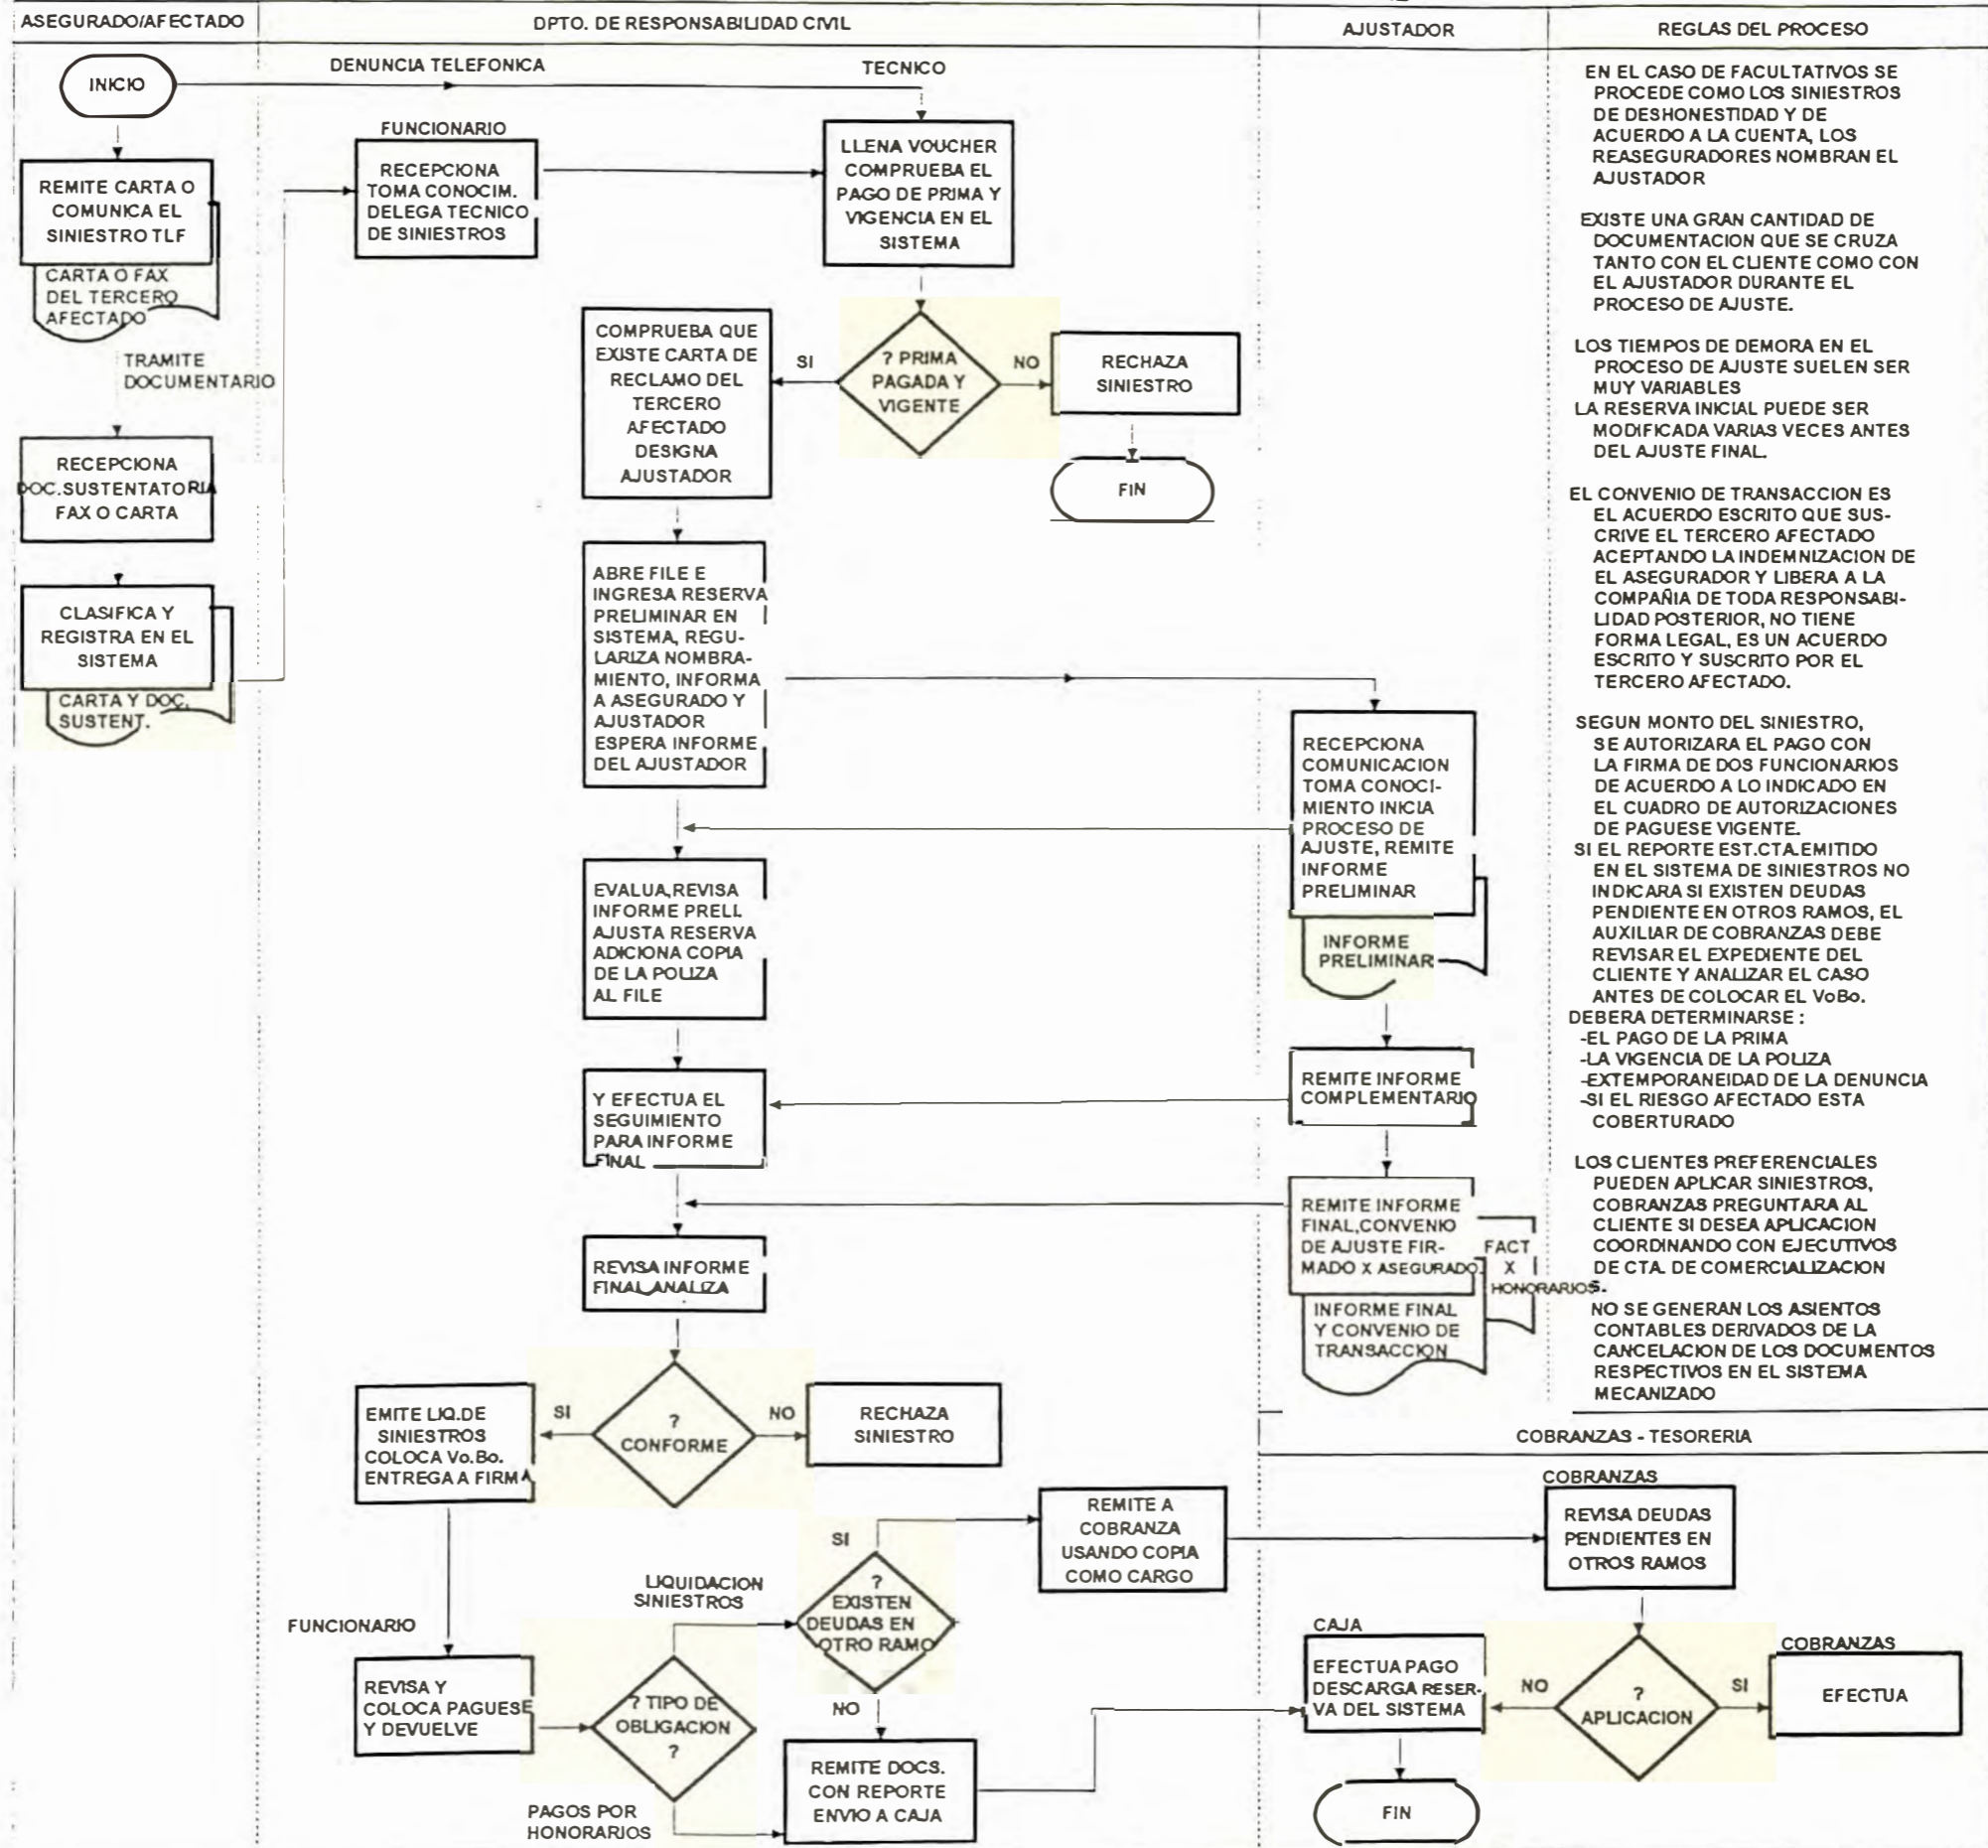 ASEGURADO/AFECTADO
DPTO. DE RESPONSABILIDAD CIVIL
AJUSTADOR
REGLAS DEL PROCESO
INICIO
DENUNCIA TELEFONICA
TECNICO
REMITE CARTA O
COMUNICA EL
SINIESTRO TLF
CARTA O FAX
DEL TERCERO
AFECTADO
TRAMITE
DOCUMENTARIO
RECEPCIONA
DOC.SUSTENTATORIA
FAX O CARTA
CLASIFICA Y
REGISTRA EN EL
SISTEMA
CARTA Y DOC.
SUSTENT.
FUNCIONARIO
RECEPCIONA
TOMA CONOCIM.
DELEGA TECNICO
DE SINIESTROS
LLENA VOUCHER
COMPRUEBA EL
PAGO DE PRIMA Y
VIGENCIA EN EL
SISTEMA
? PRIMA
PAGADA Y
VIGENTE
SI
NO
RECHAZA
SINIESTRO
FIN
COMPRUEBA QUE
EXISTE CARTA DE
RECLAMO DEL
TERCERO
AFECTADO
DESIGNA
AJUSTADOR
ABRE FILE E
INGRESA RESERVA
PRELIMINAR EN
SISTEMA, REGU-
LARIZA NOMBRA-
MIENTO, INFORMA
A ASEGURADO Y
AJUSTADOR
ESPERA INFORME
DEL AJUSTADOR
EVALUA,REVISA
INFORME PRELI.
AJUSTA RESERVA
ADICIONA COPIA
DE LA POLIZA
AL FILE
Y EFECTUA EL
SEGUIMIENTO
PARA INFORME
FINAL
REVISA INFORME
FINAL,ANALIZA
?
CONFORME
SI
NO
RECHAZA
SINIESTRO
EMITE LIQ.DE
SINIESTROS
COLOCA Vo.Bo.
ENTREGA A FIRMA
FUNCIONARIO
REVISA Y
COLOCA PAGUESE
Y DEVUELVE
? TIPO DE
OBLIGACION
?
LIQUIDACION
SINIESTROS
PAGOS POR
HONORARIOS
?
EXISTEN
DEUDAS EN
OTRO RAMO
SI
NO
REMITE A
COBRANZA
USANDO COPIA
COMO CARGO
REMITE DOCS.
CON REPORTE
ENVIO A CAJA
RECEPCIONA
COMUNICACION
TOMA CONOCI-
MIENTO INICIA
PROCESO DE
AJUSTE, REMITE
INFORME
PRELIMINAR
INFORME
PRELIMINAR
REMITE INFORME
COMPLEMENTARIO
REMITE INFORME
FINAL,CONVENIO
DE AJUSTE FIR-
MADO X ASEGURADO.
FACT
X
HONORARIOS.
INFORME FINAL
Y CONVENIO DE
TRANSACCION
EN EL CASO DE FACULTATIVOS SE
PROCEDE COMO LOS SINIESTROS
DE DESHONESTIDAD Y DE
ACUERDO A LA CUENTA, LOS
REASEGURADORES NOMBRAN EL
AJUSTADOR
EXISTE UNA GRAN CANTIDAD DE
DOCUMENTACION QUE SE CRUZA
TANTO CON EL CLIENTE COMO CON
EL AJUSTADOR DURANTE EL
PROCESO DE AJUSTE.
LOS TIEMPOS DE DEMORA EN EL
PROCESO DE AJUSTE SUELEN SER
MUY VARIABLES
LA RESERVA INICIAL PUEDE SER
MODIFICADA VARIAS VECES ANTES
DEL AJUSTE FINAL.
EL CONVENIO DE TRANSACCION ES
EL ACUERDO ESCRITO QUE SUS-
CRIVE EL TERCERO AFECTADO
ACEPTANDO LA INDEMNIZACION DE
EL ASEGURADOR Y LIBERA A LA
COMPAÑIA DE TODA RESPONSABI-
LIDAD POSTERIOR, NO TIENE
FORMA LEGAL, ES UN ACUERDO
ESCRITO Y SUSCRITO POR EL
TERCERO AFECTADO.
SEGUN MONTO DEL SINIESTRO,
SE AUTORIZARA EL PAGO CON
LA FIRMA DE DOS FUNCIONARIOS
DE ACUERDO A LO INDICADO EN
EL CUADRO DE AUTORIZACIONES
DE PAGUESE VIGENTE.
SI EL REPORTE EST.CTA.EMITIDO
EN EL SISTEMA DE SINIESTROS NO
INDICARA SI EXISTEN DEUDAS
PENDIENTE EN OTROS RAMOS, EL
AUXILIAR DE COBRANZAS DEBE
REVISAR EL EXPEDIENTE DEL
CLIENTE Y ANALIZAR EL CASO
ANTES DE COLOCAR EL VoBo.
DEBERA DETERMINARSE :
-EL PAGO DE LA PRIMA
-LA VIGENCIA DE LA POLIZA
-EXTEMPORANEIDAD DE LA DENUNCIA
-SI EL RIESGO AFECTADO ESTA
COBERTURADO
LOS CLIENTES PREFERENCIALES
PUEDEN APLICAR SINIESTROS,
COBRANZAS PREGUNTARA AL
CLIENTE SI DESEA APLICACION
COORDINANDO CON EJECUTIVOS
DE CTA. DE COMERCIALIZACION
NO SE GENERAN LOS ASIENTOS
CONTABLES DERIVADOS DE LA
CANCELACION DE LOS DOCUMENTOS
RESPECTIVOS EN EL SISTEMA
MECANIZADO
COBRANZAS - TESORERIA
COBRANZAS
REVISA DEUDAS
PENDIENTES EN
OTROS RAMOS
?
APLICACION
NO
SI
COBRANZAS
EFECTUA
CAJA
EFECTUA PAGO
DESCARGA RESER-
VA DEL SISTEMA
FIN